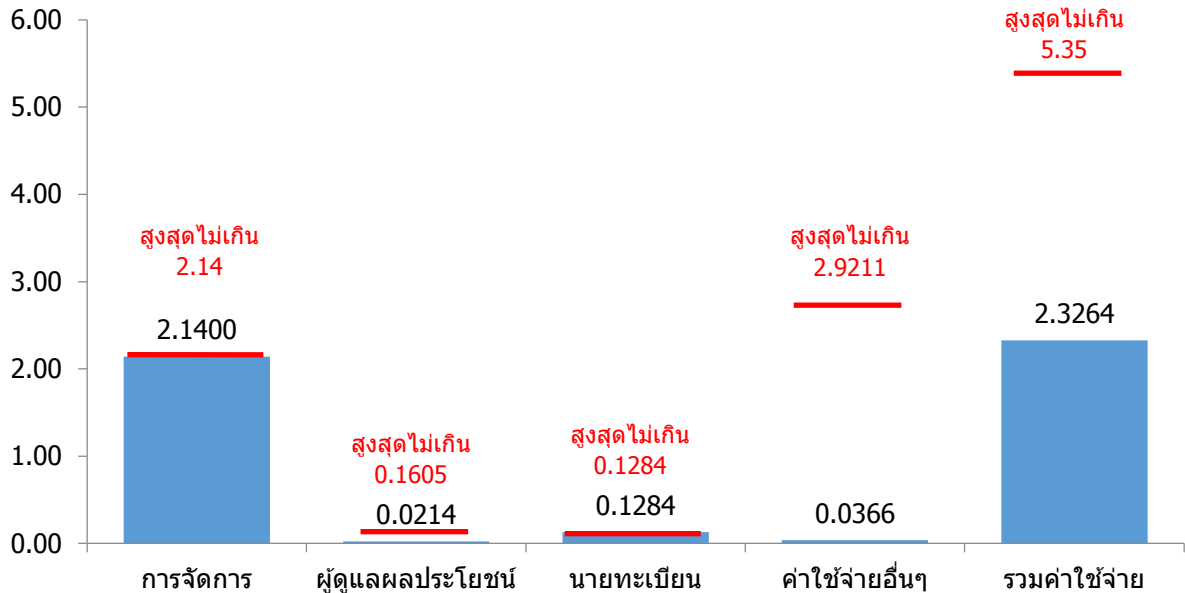 6.00
5.00
4.00
3.00
2.00
1.00
0.00
สูงสุดไม่เกิน
2.14
2.1400
สูงสุดไม่เกิน
0.1605
0.0214
สูงสุดไม่เกิน
0.1284
0.1284
สูงสุดไม่เกิน
2.9211
0.0366
สูงสุดไม่เกิน
5.35
2.3264
การจัดการ
ผู้ดูแลผลประโยชน์
นายทะเบียน
ค่าใช้จ่ายอื่นๆ
รวมค่าใช้จ่าย